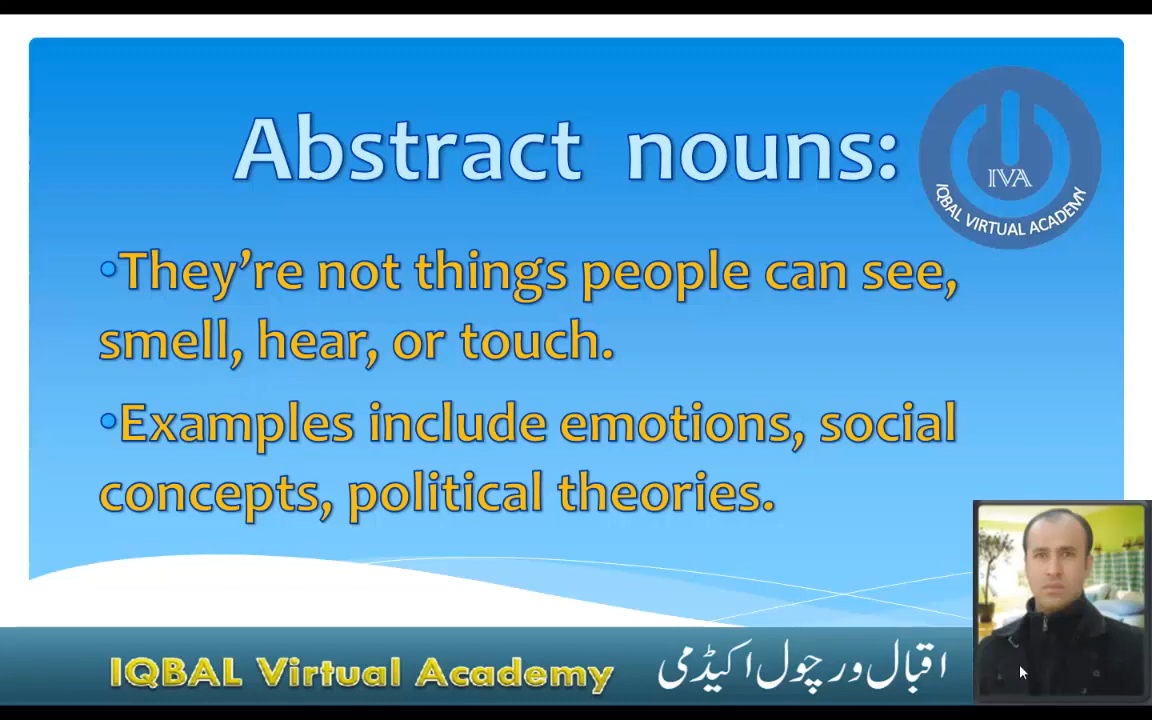 Abstract nouns:
IVA
IQBAL VIRTUAL ACADEMY
•They’re not things people can see,
smell, hear, or touch.
•Examples include emotions, social
concepts, political theories.
IQBAL Virtual Academy
اقبال ورچول اکیڈمی